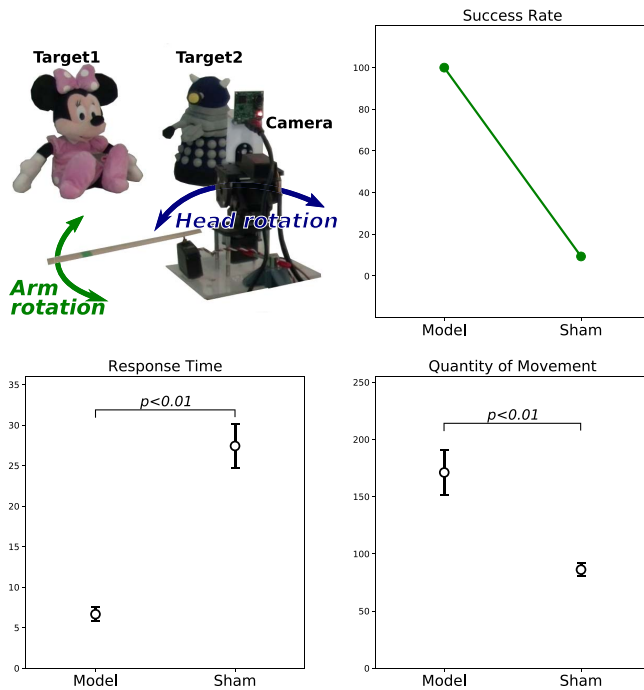 Target1
Target2
Camera
Head rotation
Arm
rotation
Success Rate
100
80
60
40
20
0
Model
Sham
Response Time
35
30
25
20
15
10
5
0
p<0.01
Model
Sham
Quantity of Movement
250
200
150
100
50
0
p<0.01
Model
Sham